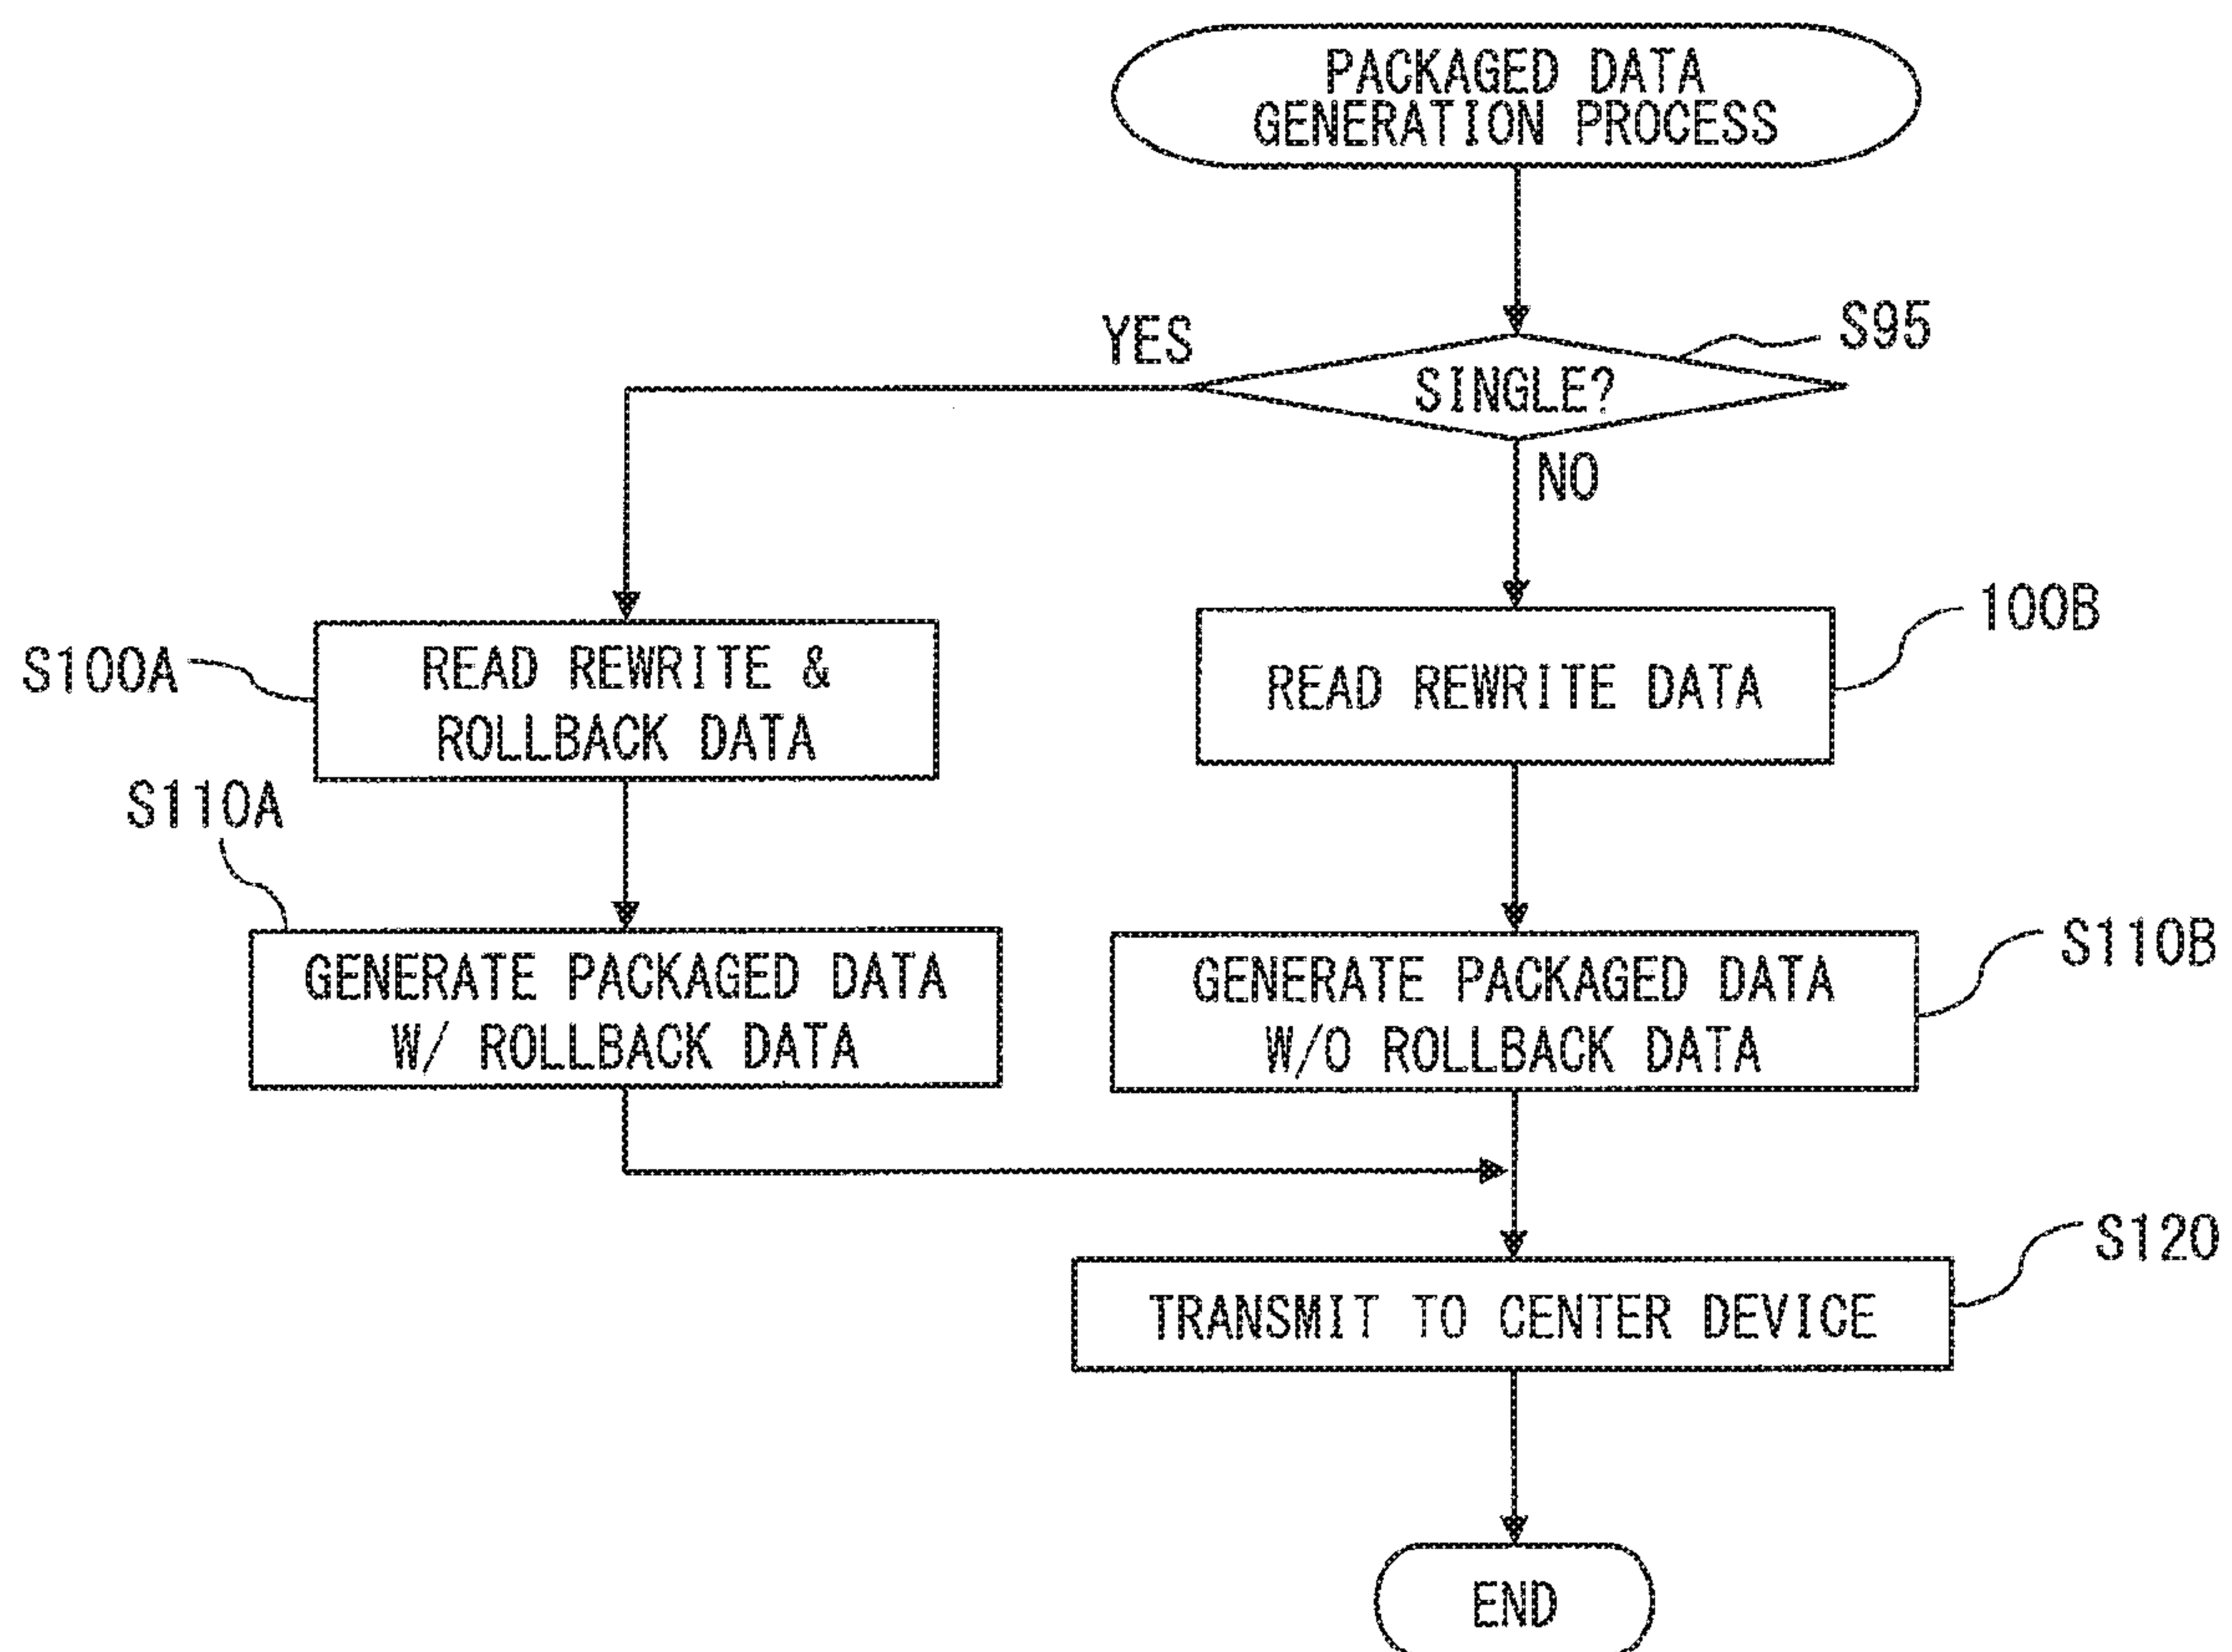 PACKAGED DATA
GENERATION PROCESS
YES
SINGLE?
S95
NO
S100A
READ REWRITE &
ROLLBACK DATA
READ REWRITE DATA
100B
S110A
GENERATE PACKAGED DATA
W/ ROLLBACK DATA
GENERATE PACKAGED DATA
W/O ROLLBACK DATA
S110B
TRANSMIT TO CENTER DEVICE
S120
END